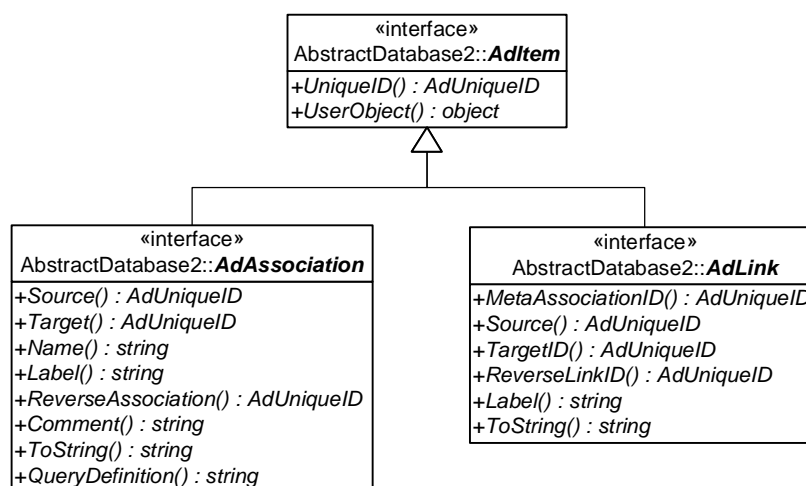 «interface»
AbstractDatabase2::AdItem
+UniqueID() : AdUniqueID
+UserObject() : object
«interface»
AbstractDatabase2::AdAssociation
+Source() : AdUniqueID
+Target() : AdUniqueID
+Name() : string
+Label() : string
+ReverseAssociation() : AdUniqueID
+Comment() : string
+ToString() : string
+QueryDefinition() : string
«interface»
AbstractDatabase2::AdLink
+MetaAssociationID() : AdUniqueID
+Source() : AdUniqueID
+TargetID() : AdUniqueID
+ReverseLinkID() : AdUniqueID
+Label() : string
+ToString() : string